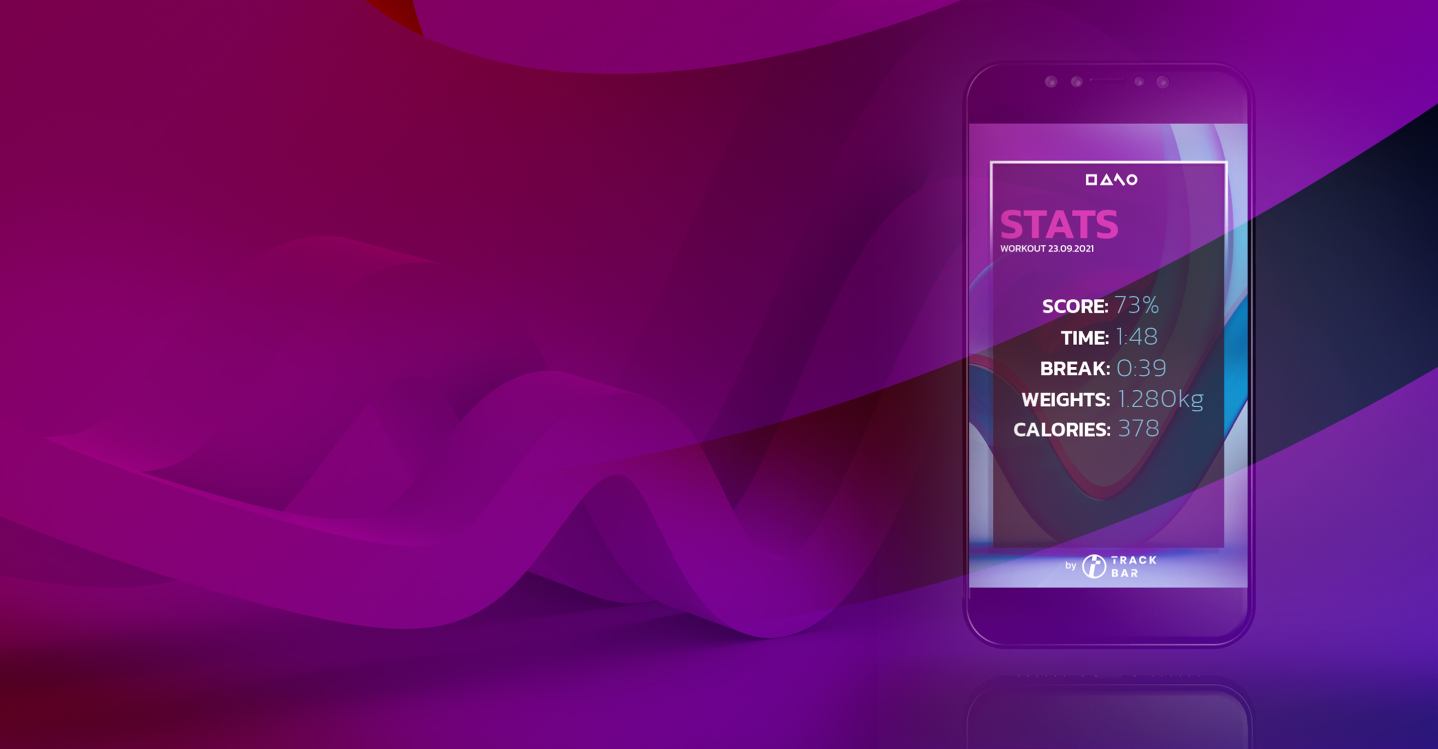 STATS
WORKOUT 23.09.2021
SCORE: 73%
TIME: 1:48
BREAK: 0:39
WEIGHTS: 1.280kg
CALORIES: 378
by TRACK
BAR